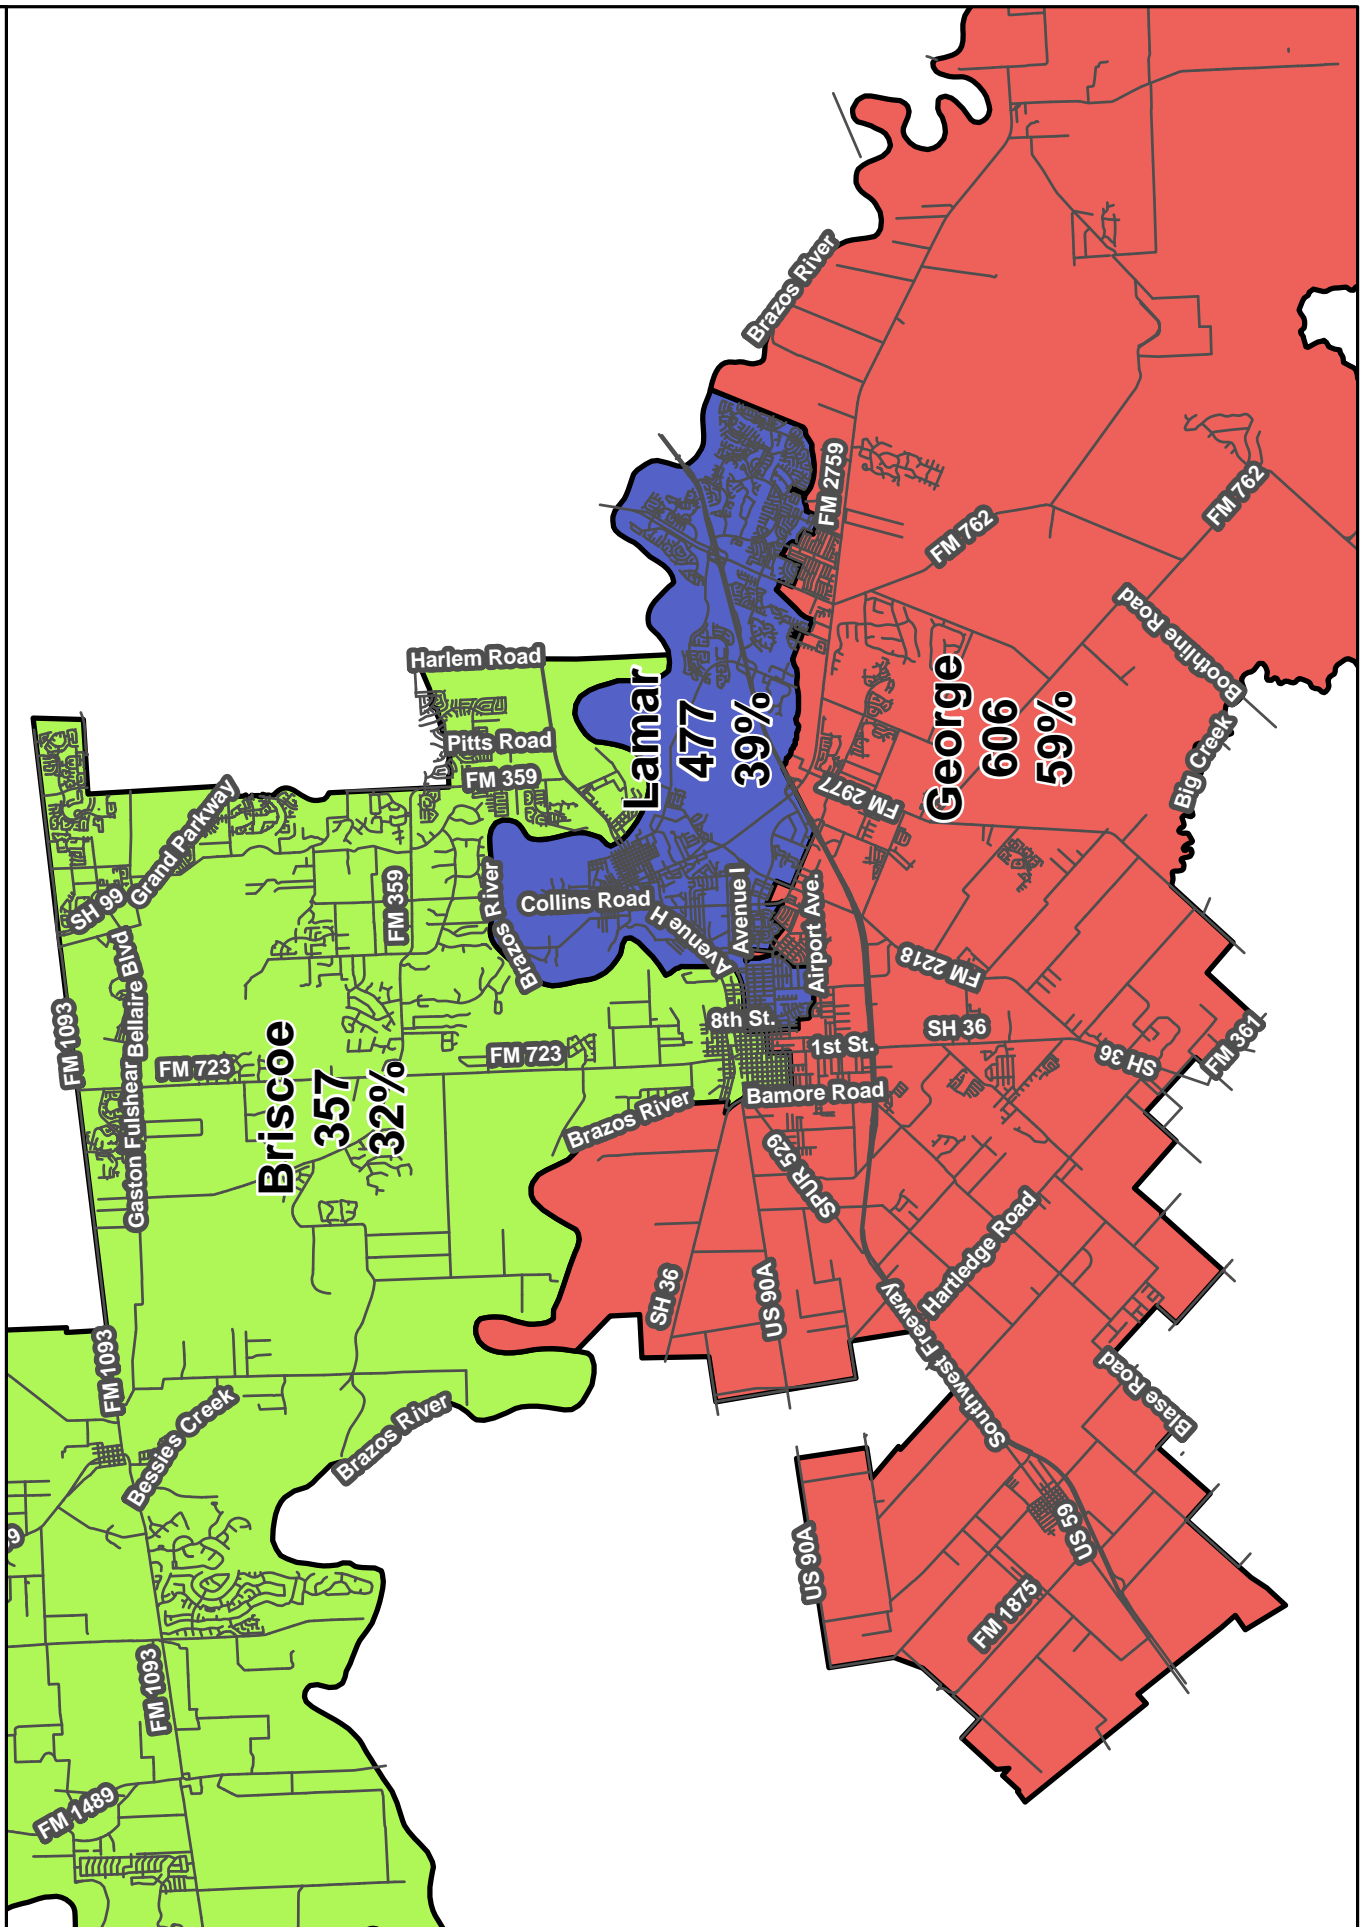 Harlem Road
Pitts Road
FM 359
Brazos River
FM 2759
FM 762
FM 762
Boothline Road
Big Creek
Lamar
477
39%
George
606
59%
FM 2977
Grand Parkway
SH 99
FM 359
Brazos River
Collins Road
Avenue H
Avenue I
Airport Ave.
FM 2218
FM 1093
Gaston Fulshear Bellaire Blvd
FM 723
Briscoe
357
32%
FM 723
8th St.
1st St.
SH 36
SH 36
FM 361
Bamore Road
Brazos River
SPUR 529
SH 36
US 90A
Hartledge Road
Southwest Freeway
Blase Road
FM 1093
Bessies Creek
Brazos River
US 90A
US 59
FM 1875
FM 1093
FM 1489